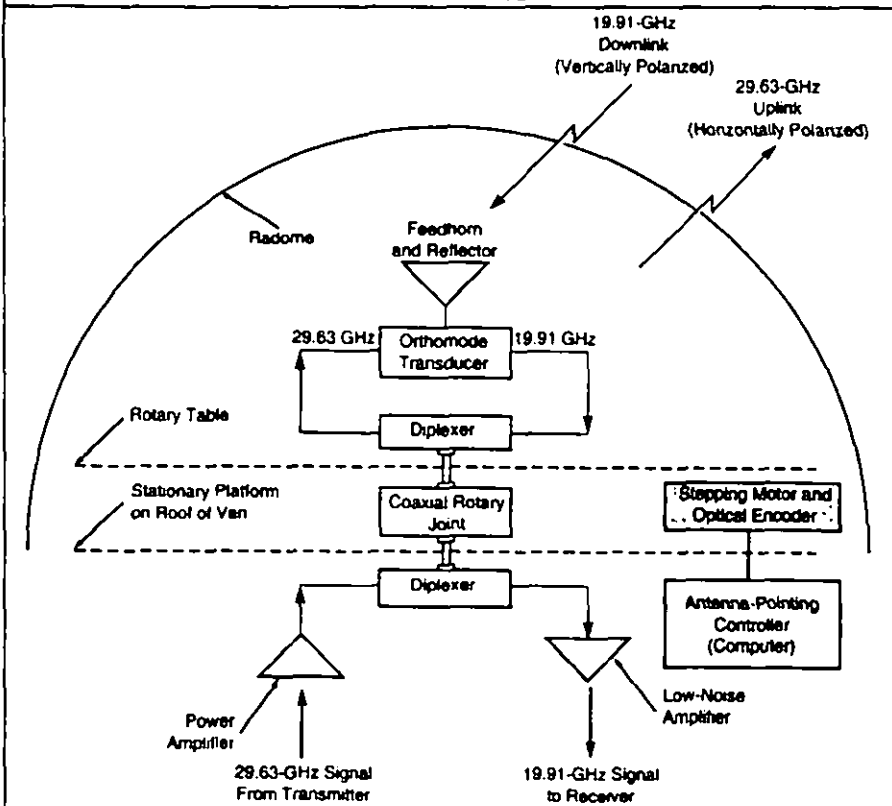 19.91-GHz
Downlink
(Vertically Polarized)
29.63-GHz
Uplink
(Horizontally Polarized)
Radome
Feedhorn
and Reflector
29.63 GHz
Orthomode
Transducer
19.91 GHz
Rotary Table
Diplexer
Stationary Platform
on Roof of Van
Coaxial Rotary
Joint
Stepping Motor and
Optical Encoder
Diplexer
Antenna-Pointing
Controller
(Computer)
Power
Amplifier
Low-Noise
Amplifier
29.63-GHz Signal
From Transmitter
19.91-GHz Signal
to Receiver